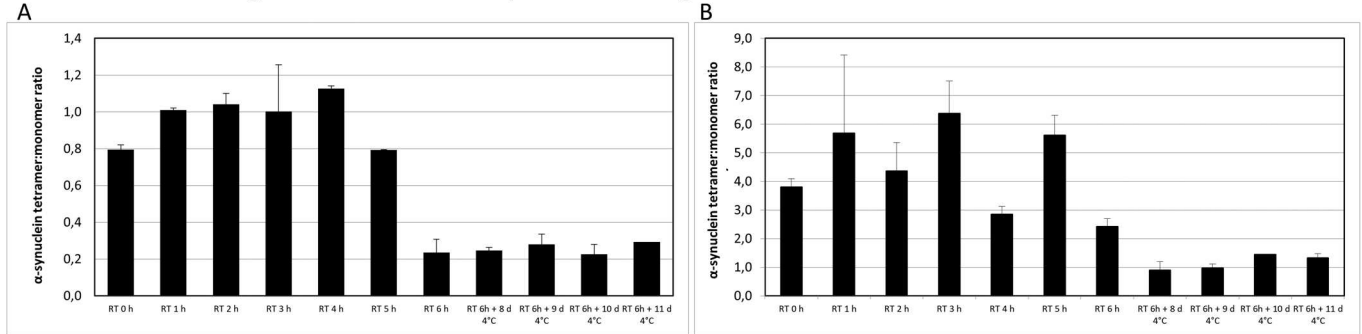 A
α-synuclein tetramer:monomer ratio
1,4
1,2
1,0
0,8
0,6
0,4
0,2
0,0
RT 0 h
RT 1 h
RT 2 h
RT 3 h
RT 4 h
RT 5 h
RT 6 h
RT 6h + 8 d
4°C
RT 6h + 9 d
4°C
RT 6h + 10 d
4°C
RT 6h + 11 d
4°C
B
α-synuclein tetramer:monomer ratio
9,0
8,0
7,0
6,0
5,0
4,0
3,0
2,0
1,0
0,0
RT 0 h
RT 1 h
RT 2 h
RT 3 h
RT 4 h
RT 5 h
RT 6 h
RT 6h + 8 d
4°C
RT 6h + 9 d
4°C
RT 6h + 10 d
4°C
RT 6h + 11 d
4°C